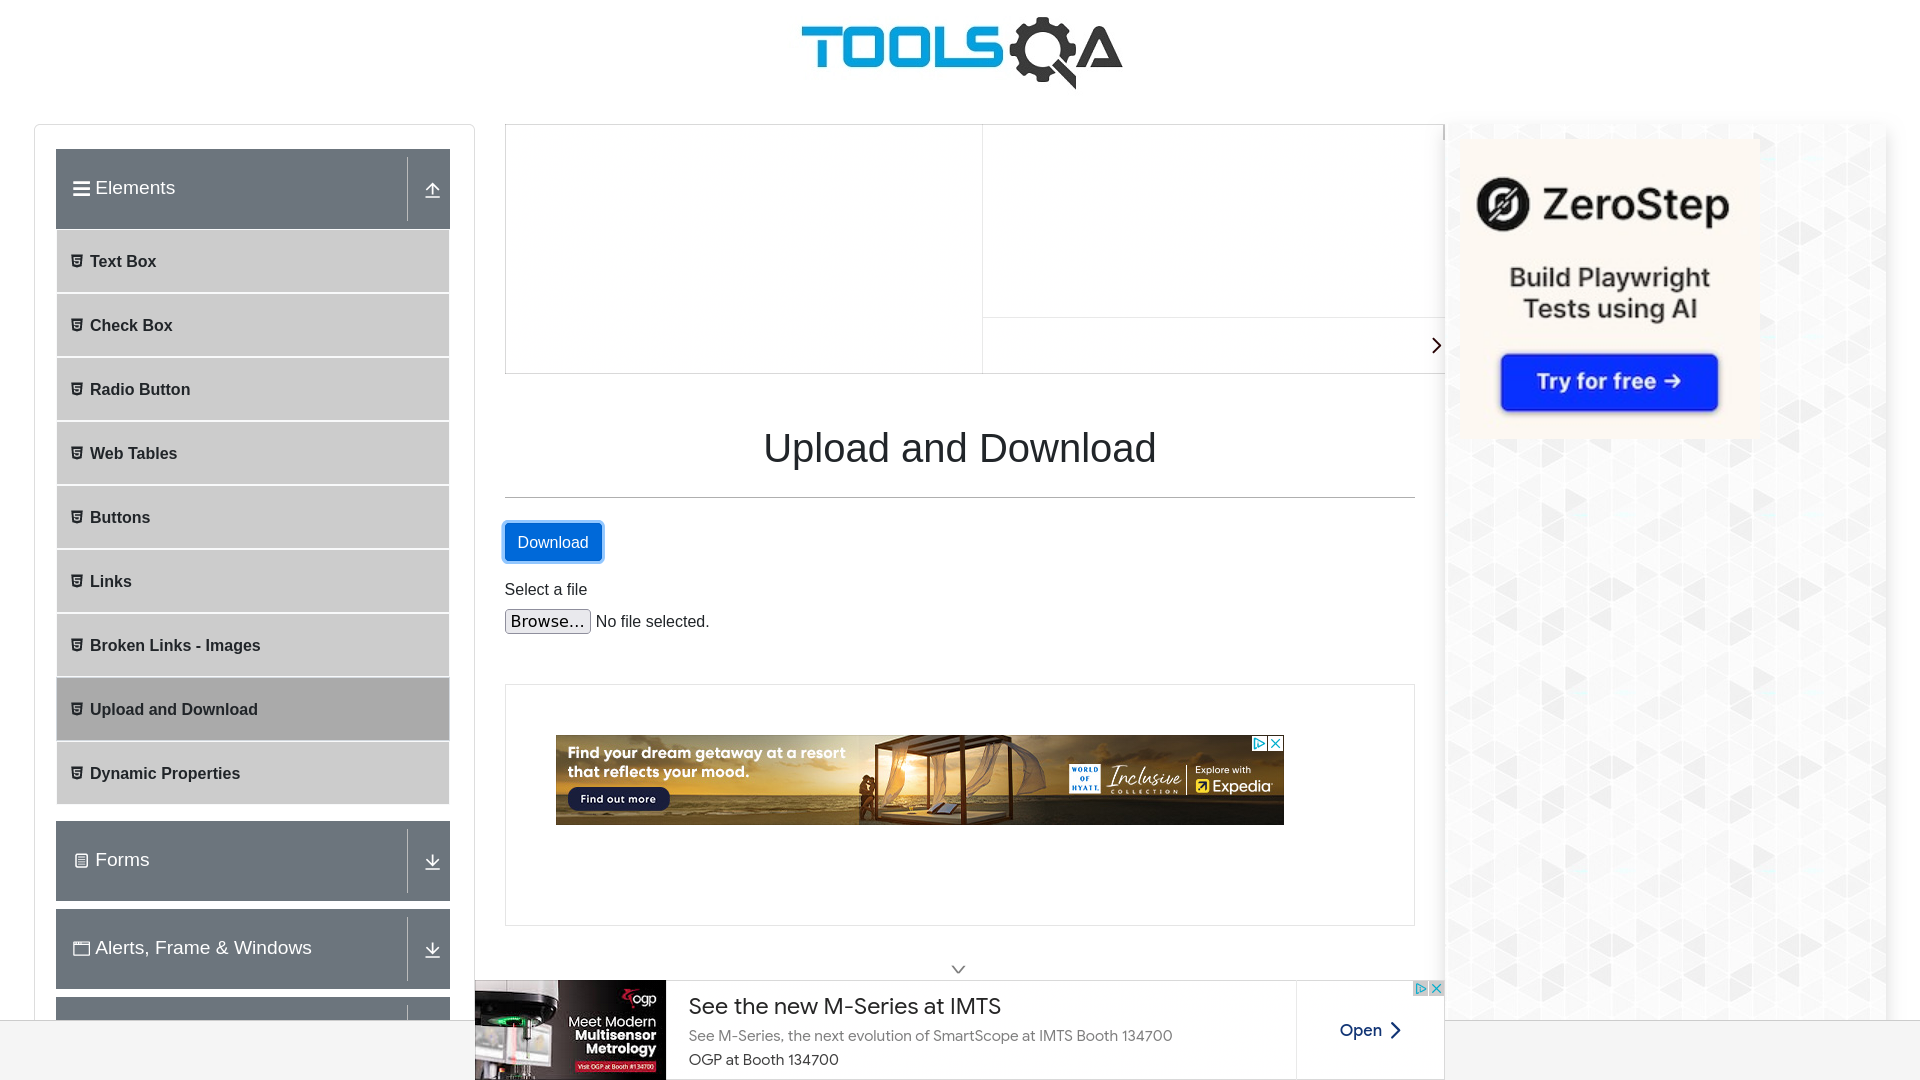 TOOLSQA
Elements
Text Box
Check Box
Radio Button
Web Tables
Buttons
Links
Broken Links - Images
Upload and Download
Dynamic Properties
Forms
Alerts, Frame & Windows
Upload and Download
Download
Select a file
Browse... No file selected.
Find your dream getaway at a resort
that reflects your mood.
Find out more
WORLD
OF
HYATT
Inclusive
COLLECTION
Explore with
Expedia
ogp
Meet Modern
Multisensor
Metrology
Visit OGP at Booth #134700
See the new M-Series at IMTS
See M-Series, the next evolution of SmartScope at IMTS Booth 134700
OGP at Booth 134700
Open
ZeroStep
Build Playwright
Tests using AI
Try for free →